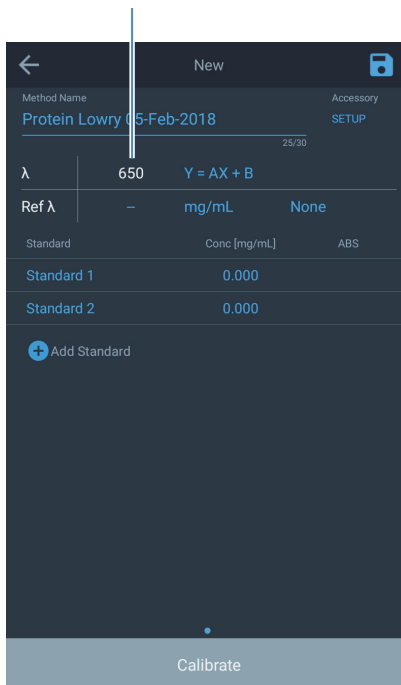 New
Method Name Accessory
Protein Lowry 05-Feb-2018 SETUP
25/30
λ 650 Y = AX + B
Ref λ -- mg/mL None
Standard Conc [mg/mL] ABS
Standard 1 0.000
Standard 2 0.000
Add Standard
Calibrate